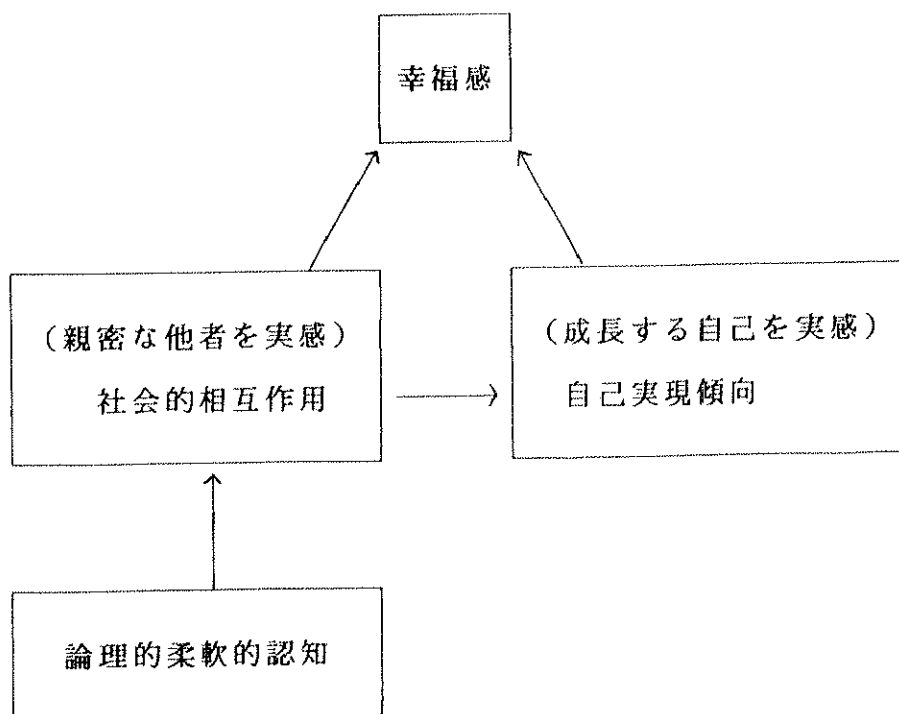 幸福感
（親密な他者を実感）
社会的相互作用
（成長する自己を実感）
自己実現傾向
論理的柔軟的認知